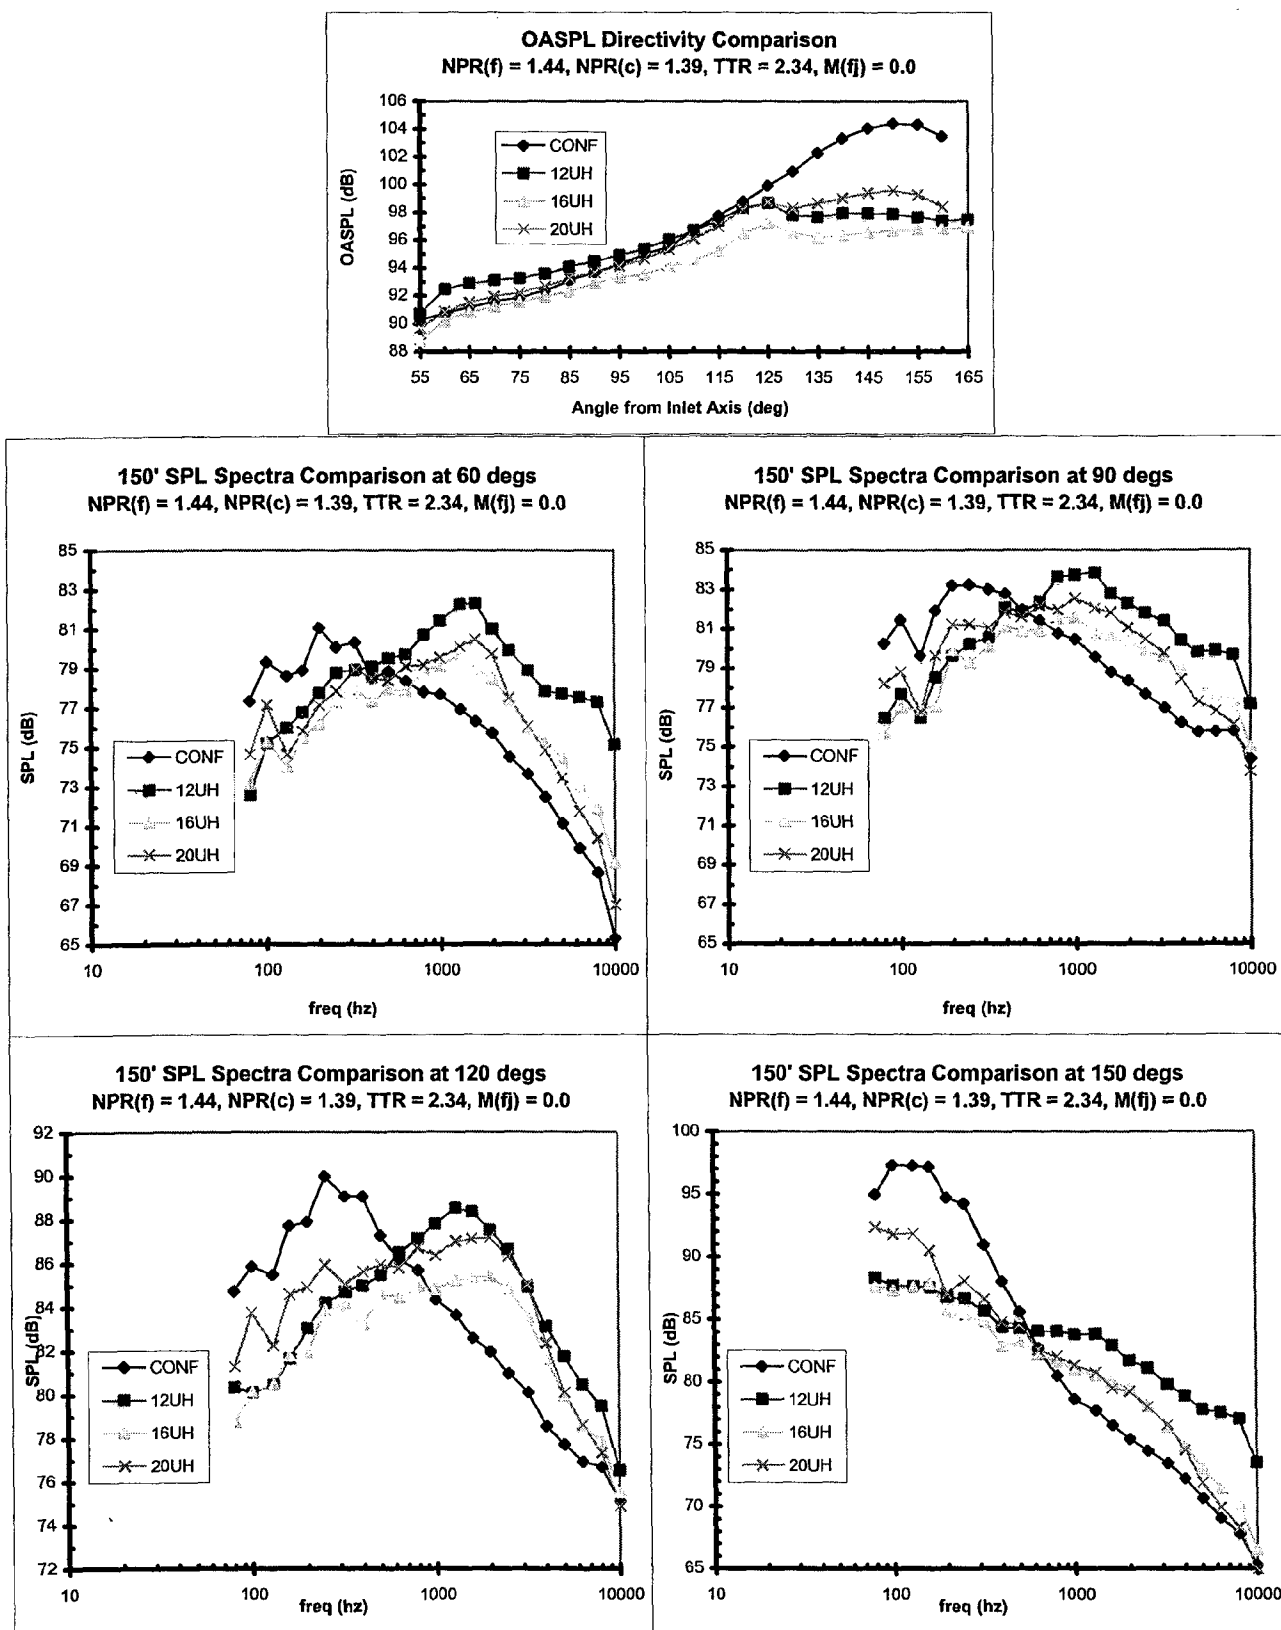 OASPL Directivity Comparison
NPR(f) = 1.44, NPR(c) = 1.39, TTR = 2.34, M(fj) = 0.0
106
104
102
100
98
96
94
92
90
88
OASPL (dB)
CONF
12UH
16UH
20UH
55 65 75 85 95 105 115 125 135 145 155 165
Angle from Inlet Axis (deg)
150' SPL Spectra Comparison at 60 degs
NPR(f) = 1.44, NPR(c) = 1.39, TTR = 2.34, M(fj) = 0.0
85
83
81
79
77
75
73
71
69
67
65
SPL (dB)
CONF
12UH
16UH
20UH
10 100 1000 10000
freq (hz)
150' SPL Spectra Comparison at 90 degs
NPR(f) = 1.44, NPR(c) = 1.39, TTR = 2.34, M(fj) = 0.0
85
83
81
79
77
75
73
71
69
67
65
SPL (dB)
CONF
12UH
16UH
20UH
10 100 1000 10000
freq (hz)
150' SPL Spectra Comparison at 120 degs
NPR(f) = 1.44, NPR(c) = 1.39, TTR = 2.34, M(fj) = 0.0
92
90
88
86
84
82
80
78
76
74
72
SPL (dB)
CONF
12UH
16UH
20UH
10 100 1000 10000
freq (hz)
150' SPL Spectra Comparison at 150 degs
NPR(f) = 1.44, NPR(c) = 1.39, TTR = 2.34, M(fj) = 0.0
100
95
90
85
80
75
70
65
SPL (dB)
CONF
12UH
16UH
20UH
10 100 1000 10000
freq (hz)